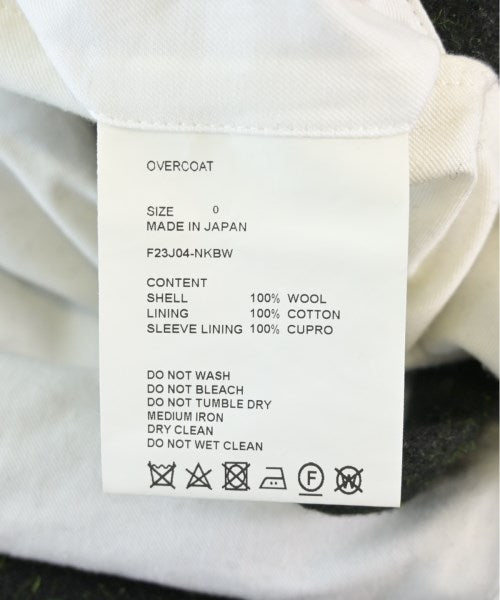 OVERCOAT
SIZE 0
MADE IN JAPAN
F23J04-NKBW
CONTENT
SHELL 100% WOOL
LINING 100% COTTON
SLEEVE LINING 100% CUPRO
DO NOT WASH
DO NOT BLEACH
DO NOT TUMBLE DRY
MEDIUM IRON
DRY CLEAN
DO NOT WET CLEAN
F W